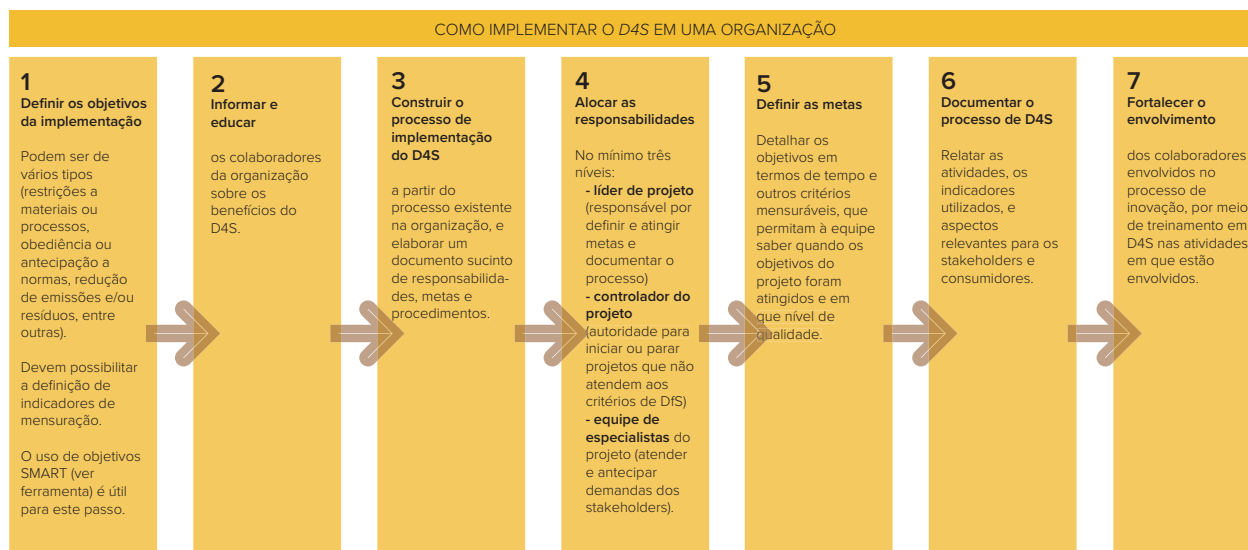 COMO IMPLEMENTAR O D4S EM UMA ORGANIZAÇÃO
1
Definir os objetivos
da implementação
Podem ser de
vários tipos
(restrições a
materiais ou
processos,
obediência ou
antecipação a
normas, redução
de emissões e/ou
resíduos, entre
outras).
Devem possibilitar
a definição de
indicadores de
mensuração.
O uso de objetivos
SMART (ver
ferramenta) é útil
para este passo.
2
Informar e
educar
os colaboradores
da organização
sobre os
benefícios do
D4S.
3
Construir o
processo de
implementação
do D4S
a partir do
processo existente
na organização, e
elaborar um
documento sucinto
de responsabilida-
des, metas e
procedimentos.
4
Alocar as
responsabilidades
No mínimo três
níveis:
- líder de projeto
(responsável por
definir e atingir
metas e
documentar o
processo)
- controlador do
projeto
(autoridade para
iniciar ou parar
projetos que não
atendem aos
critérios de DfS)
- equipe de
especialistas do
projeto (atender
e antecipar
demandas dos
stakeholders).
5
Definir as metas
Detalhar os
objetivos em
termos de tempo e
outros critérios
mensuráveis, que
permitam à equipe
saber quando os
objetivos do
projeto foram
atingidos e em
que nível de
qualidade.
6
Documentar o
processo de D4S
Relatar as
atividades, os
indicadores
utilizados, e
aspectos
relevantes para os
stakeholders e
consumidores.
7
Fortalecer o
envolvimento
dos colaboradores
envolvidos no
processo de
inovação, por meio
de treinamento em
D4S nas atividades
em que estão
envolvidos.